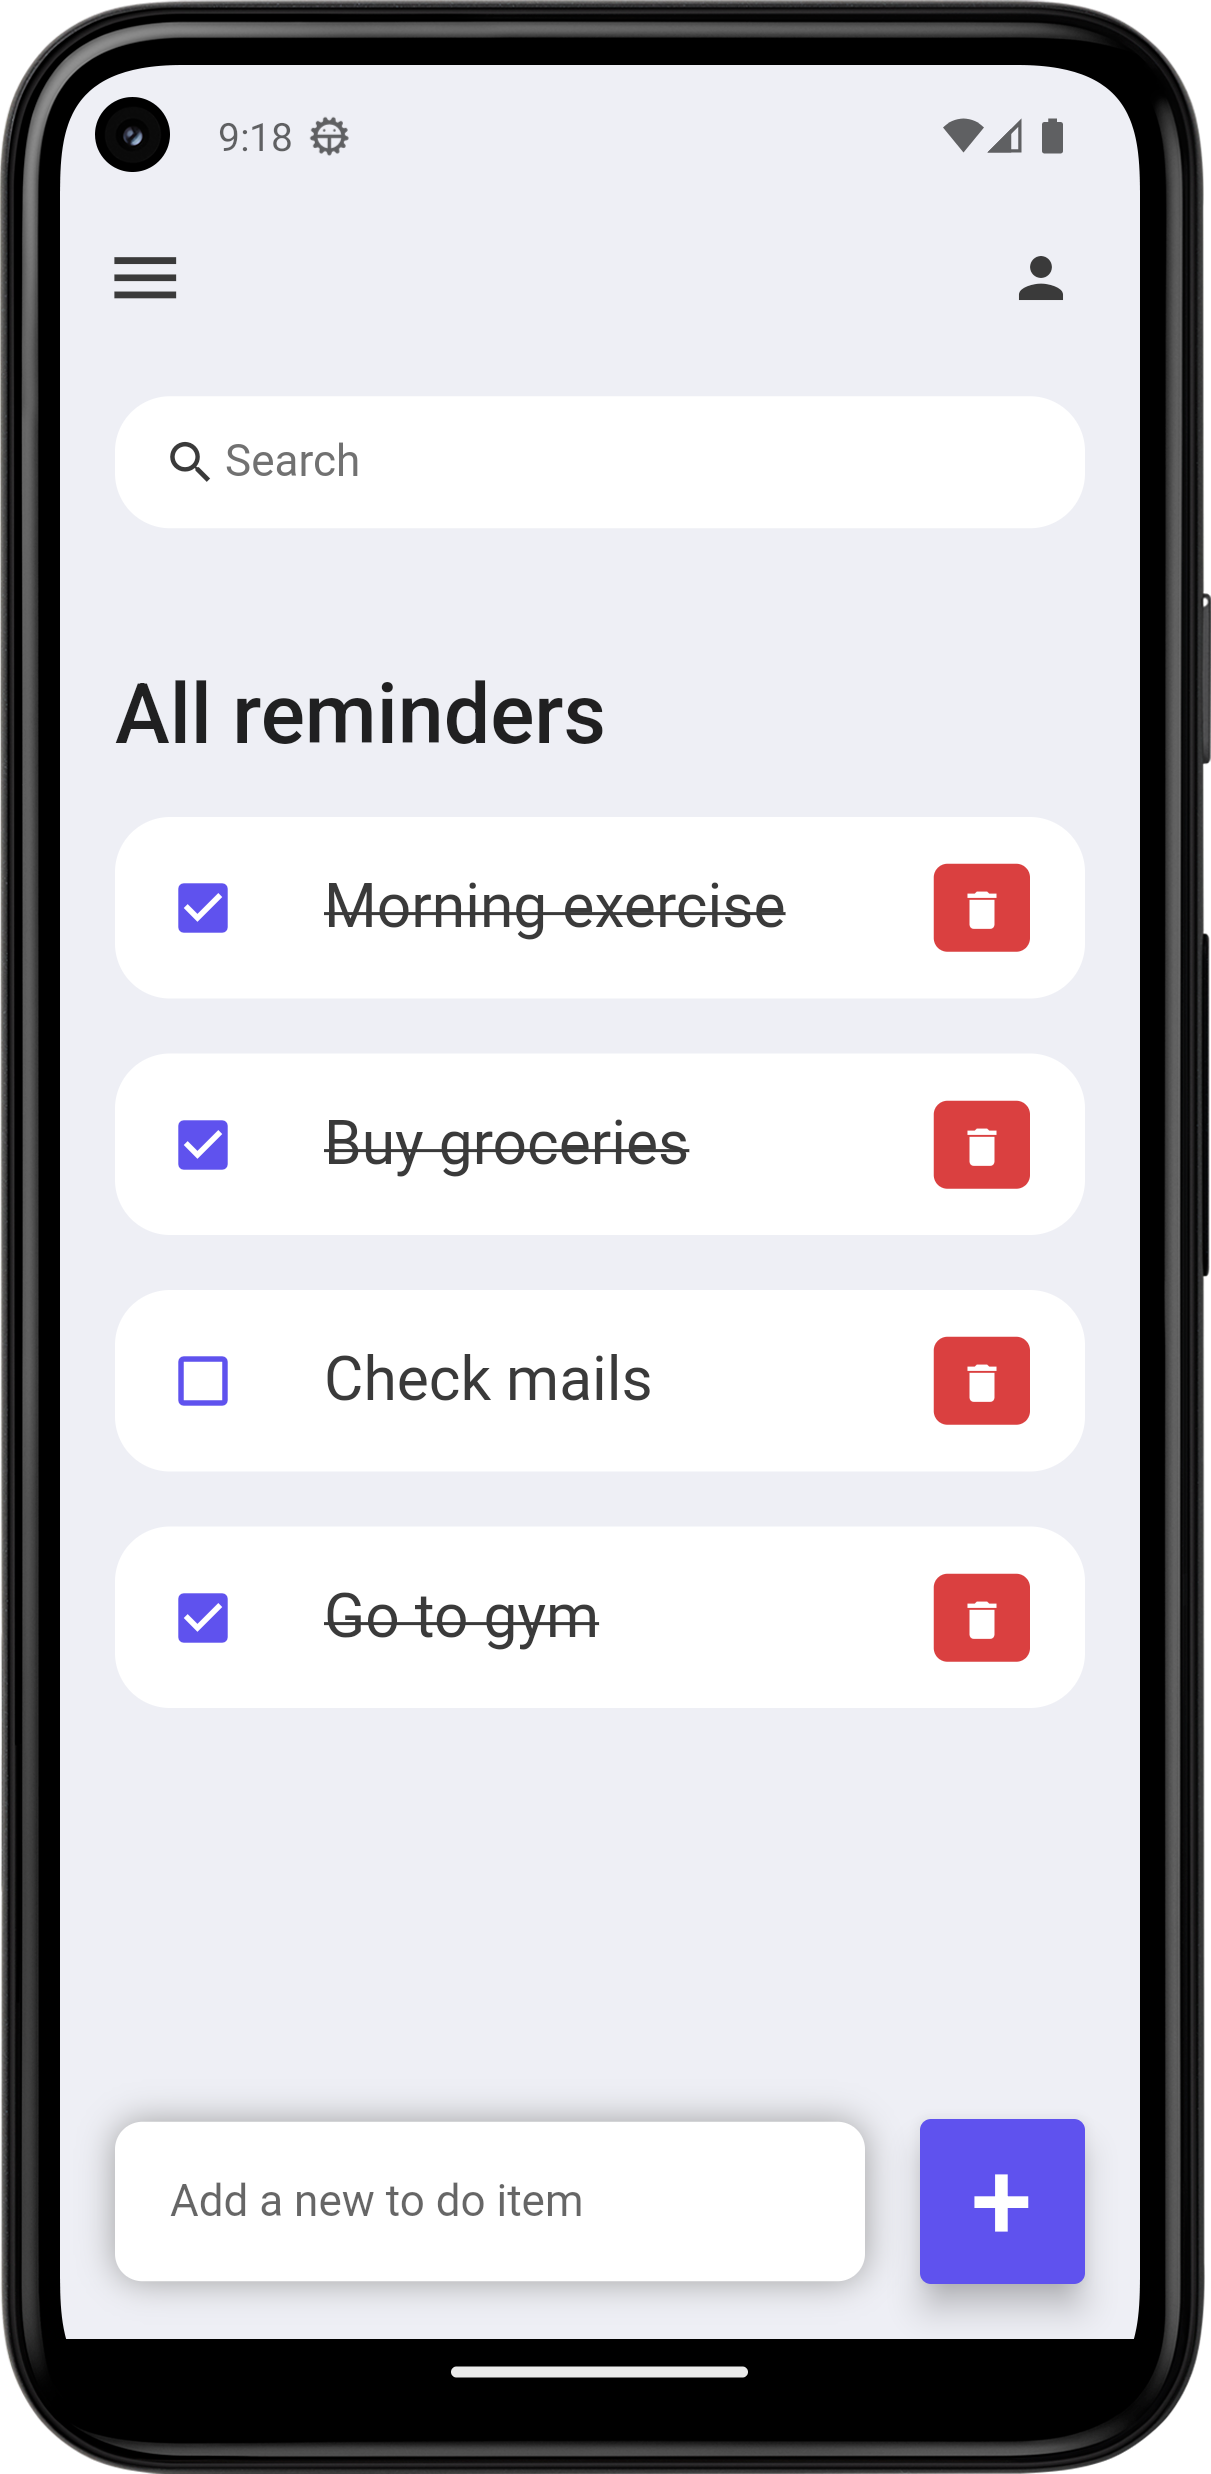 9:18
Search
All reminders
Morning exercise
Buy groceries
Check mails
Go to gym
Add a new to do item